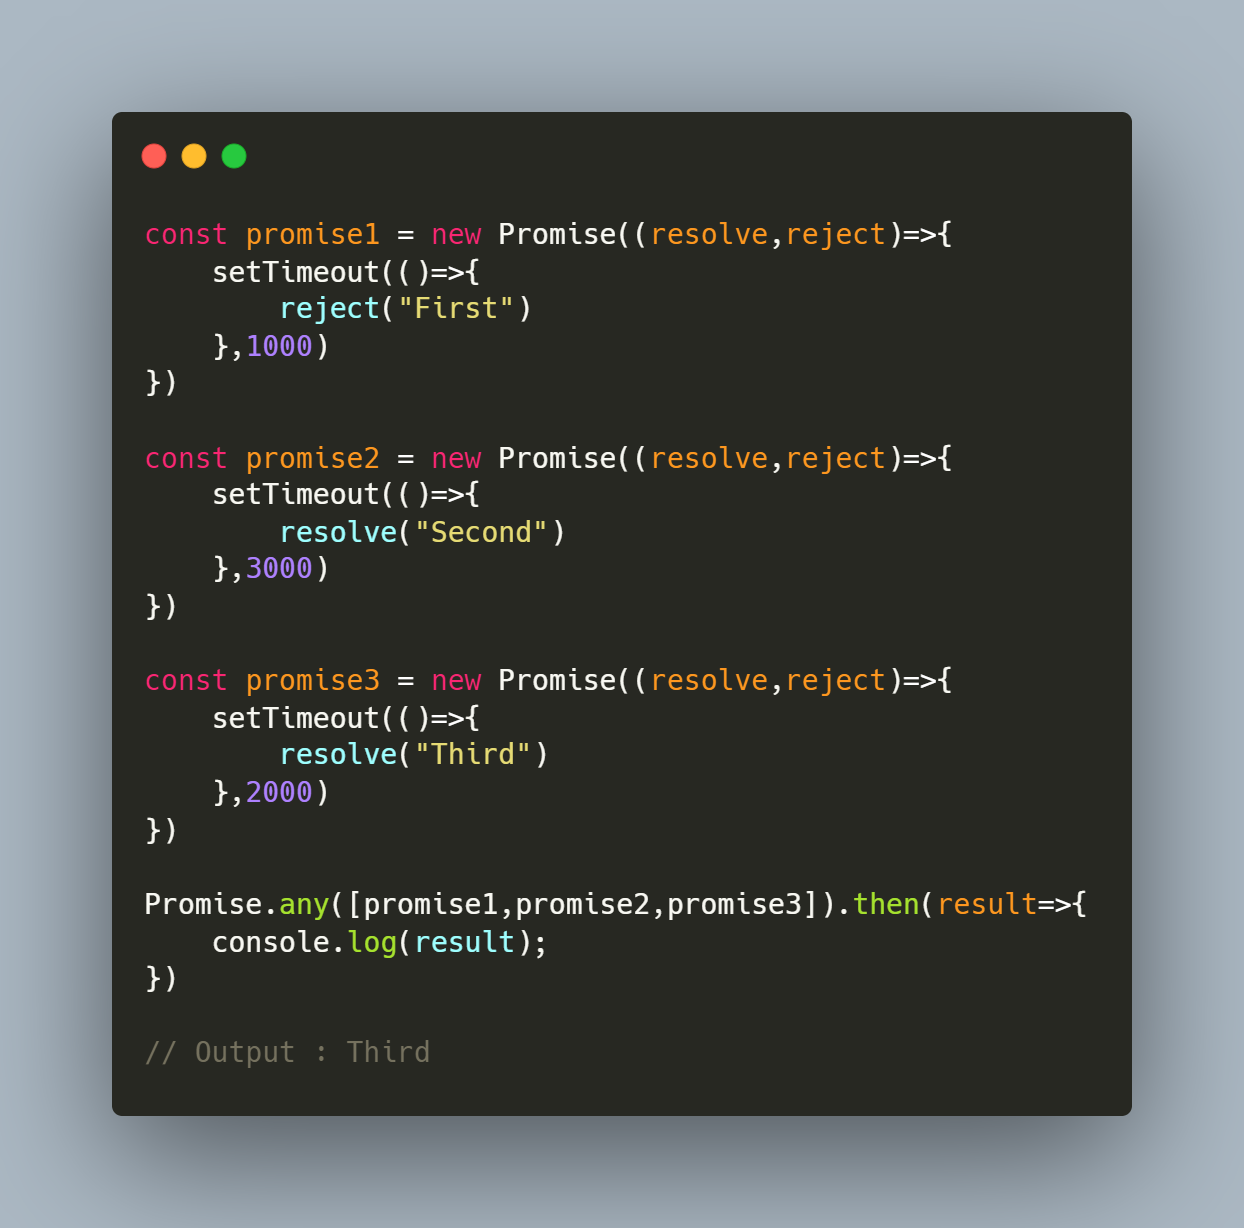 const promise1 = new Promise((resolve,reject)=>{
    setTimeout(()=>{
        reject("First")
    },1000)
})

const promise2 = new Promise((resolve,reject)=>{
    setTimeout(()=>{
        resolve("Second")
    },3000)
})

const promise3 = new Promise((resolve,reject)=>{
    setTimeout(()=>{
        resolve("Third")
    },2000)
})

Promise.any([promise1,promise2,promise3]).then(result=>{
    console.log(result);
})

// Output : Third